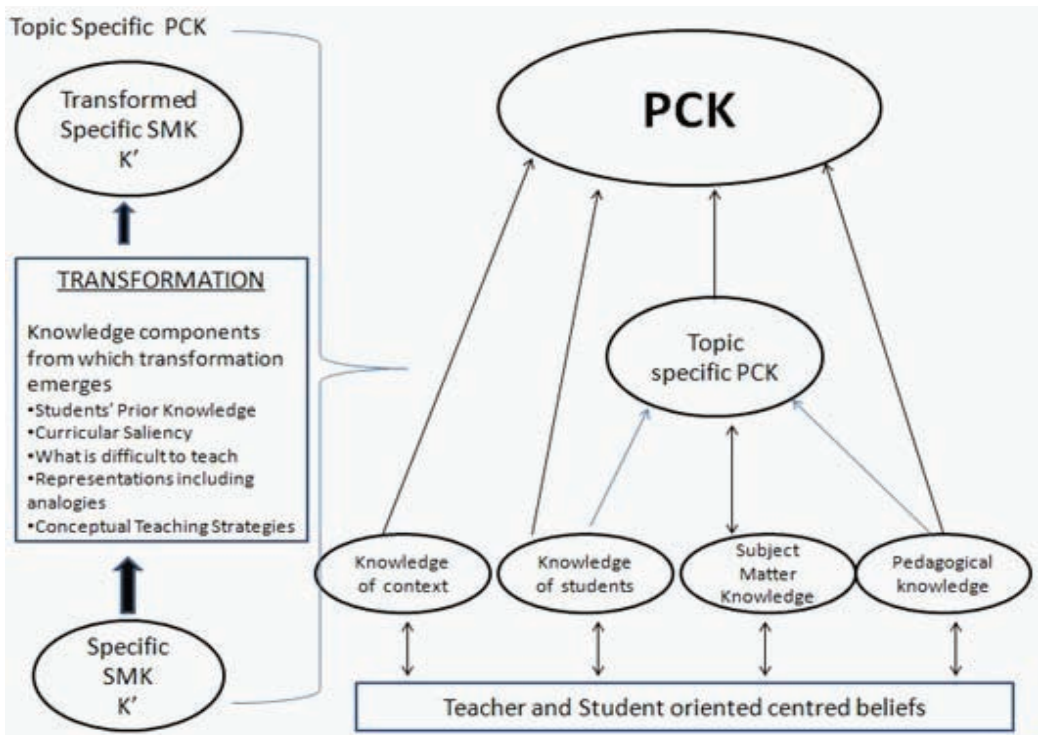 Topic Specific PCK
Transformed
Specific SMK
K’
TRANSFORMATION
Knowledge components
from which transformation
emerges
•Students’ Prior Knowledge
•Curricular Saliency
•What is difficult to teach
•Representations including
analogies
•Conceptual Teaching Strategies
Specific
SMK
K’
PCK
Topic
specific PCK
Knowledge
of context
Knowledge
of students
Subject
Matter
Knowledge
Pedagogical
knowledge
Teacher and Student oriented centred beliefs